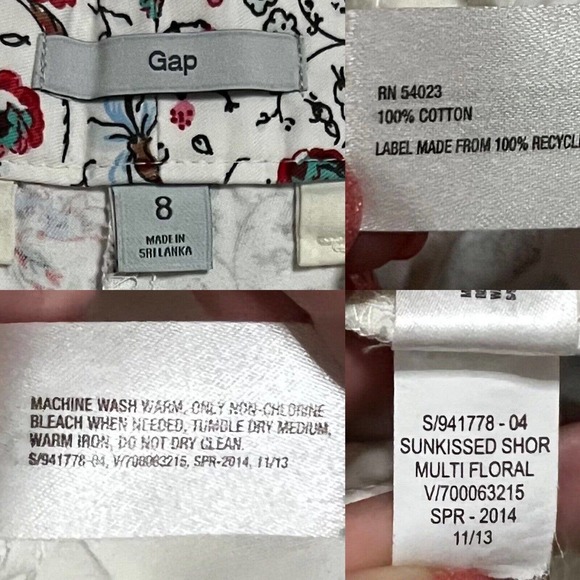 Gap
8
MADE IN
SRI LANKA
RN 54023
100% COTTON
LABEL MADE FROM 100% RECYCLE
MACHINE WASH WARM, ONLY NON-CHLORINE
BLEACH WHEN NEEDED, TUMBLE DRY MEDIUM,
WARM IRON, DO NOT DRY CLEAN.
S/941778-04, V/700063215, SPR-2014, 11/13
S/941778 - 04
SUNKISSED SHOR
MULTI FLORAL
V/700063215
SPR - 2014
11/13